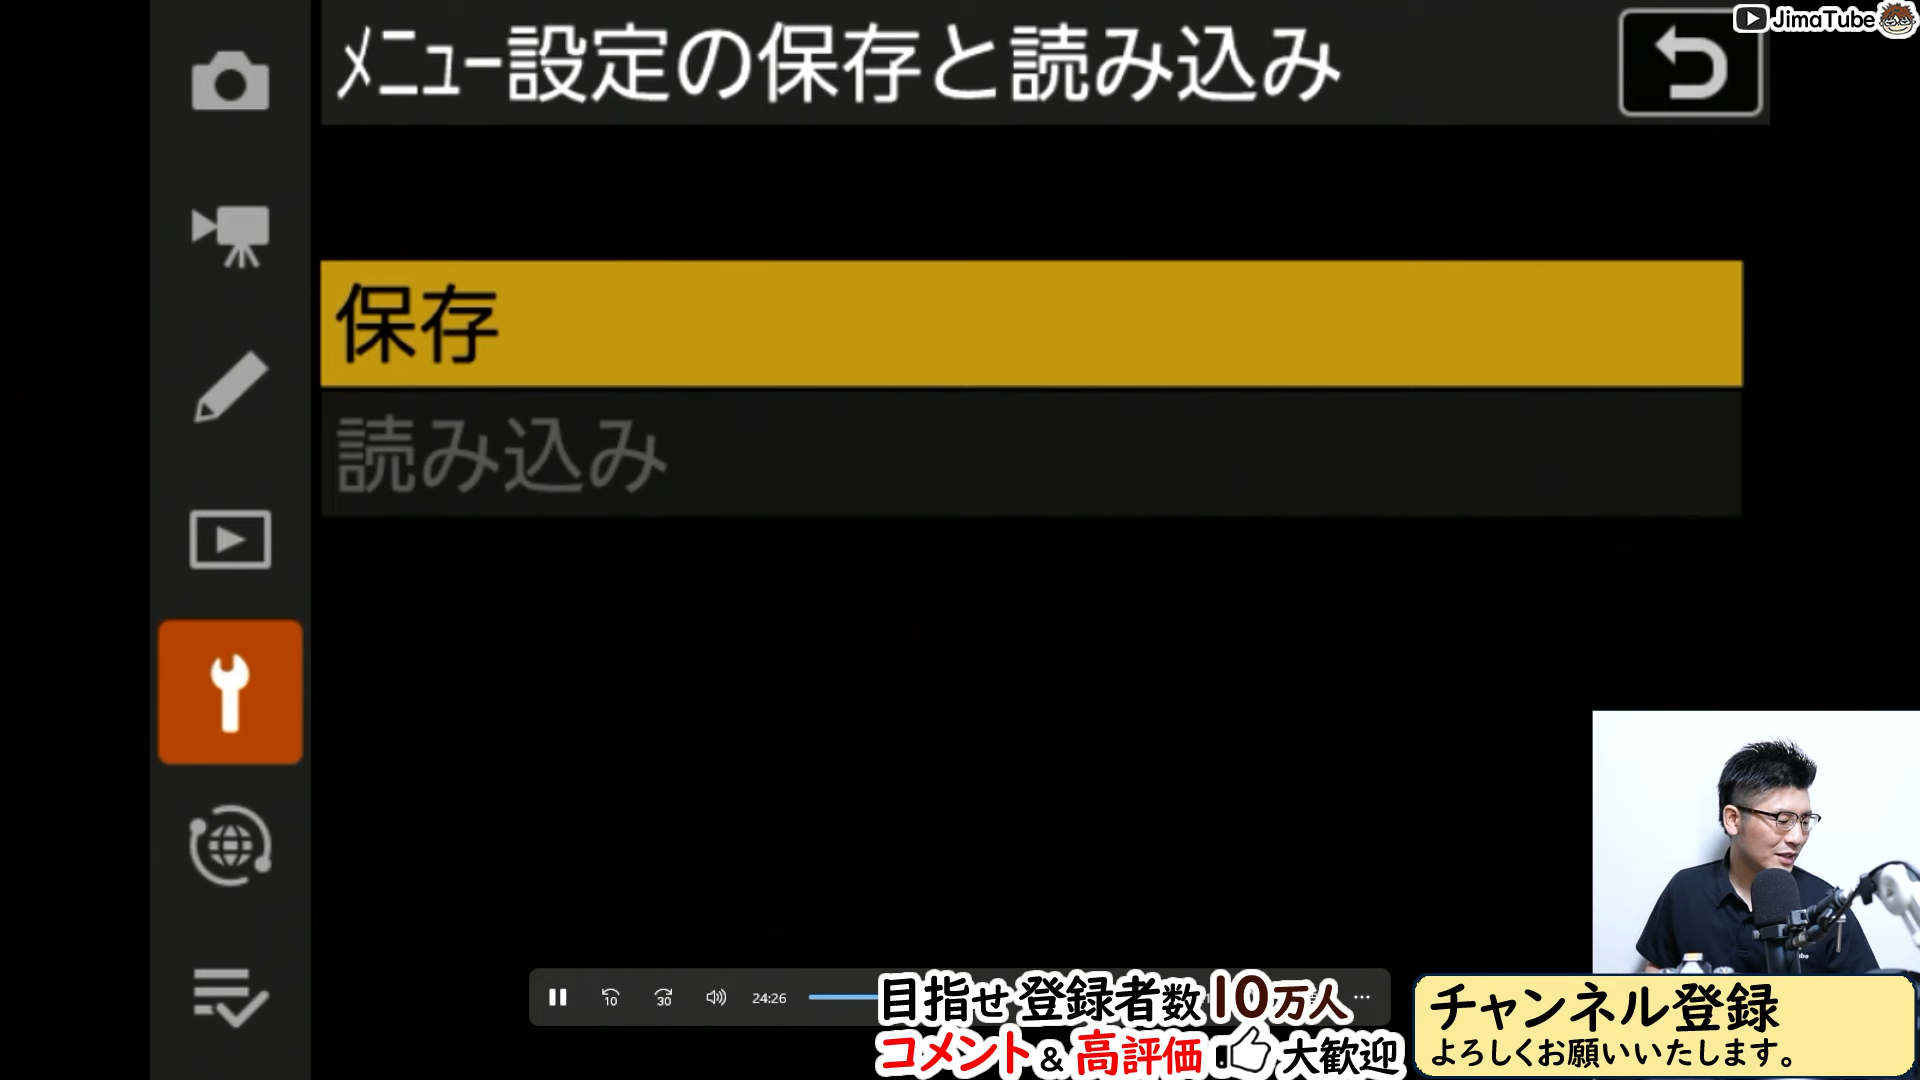 JimaTube
ﾒﾆｭｰ設定の保存と読み込み
保存
読み込み
10
30
24:26
目指せ 登録者数 10万人
コメント & 高評価 大歓迎
チャンネル登録
よろしくお願いいたします。